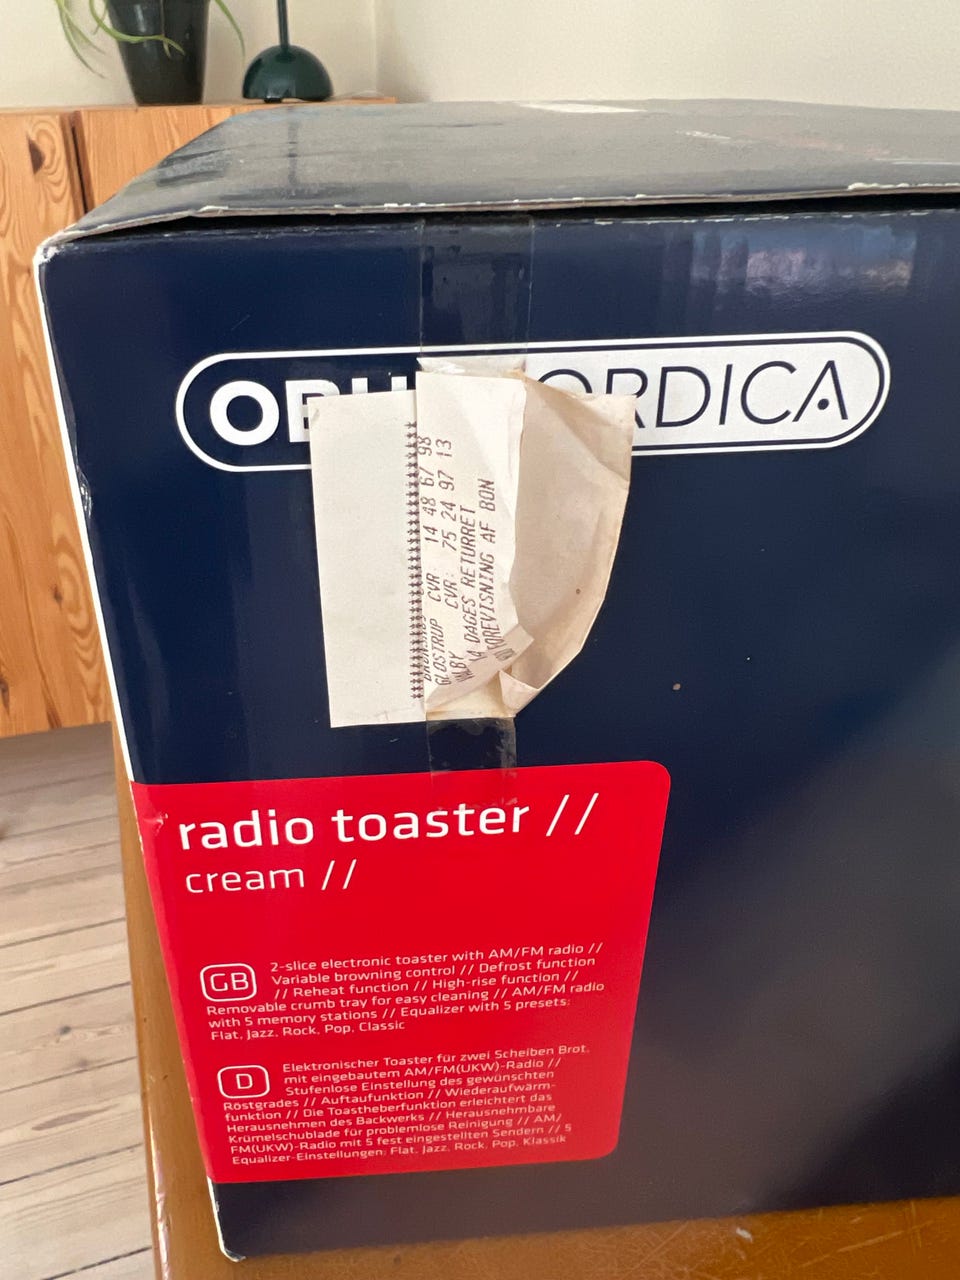 OBH NORDICA
GLOSTRUP CVR: 14 48 67 98
VALBY CVR: 75 24 97 13
14 DAGES RETURRET
FOREVISNING AF BON
radio toaster //
cream //
GB
2-slice electronic toaster with AM/FM radio //
Variable browning control // Defrost function
// Reheat function // High-rise function //
Removable crumb tray for easy cleaning // AM/FM radio
with 5 memory stations // Equalizer with 5 presets:
Flat, Jazz, Rock, Pop, Classic
D
Elektronischer Toaster für zwei Scheiben Brot,
mit eingebautem AM/FM(UKW)-Radio //
Stufenlose Einstellung des gewünschten
Röstgrades // Auftaufunktion // Wiederaufwärm-
funktion // Die Toastheberfunktion erleichtert das
Herausnehmen des Backwerks // Herausnehmbare
Krümelschublade für problemlose Reinigung // AM/
FM(UKW)-Radio mit 5 fest eingestellten Sendern // 5
Equalizer-Einstellungen: Flat, Jazz, Rock, Pop, Klassik